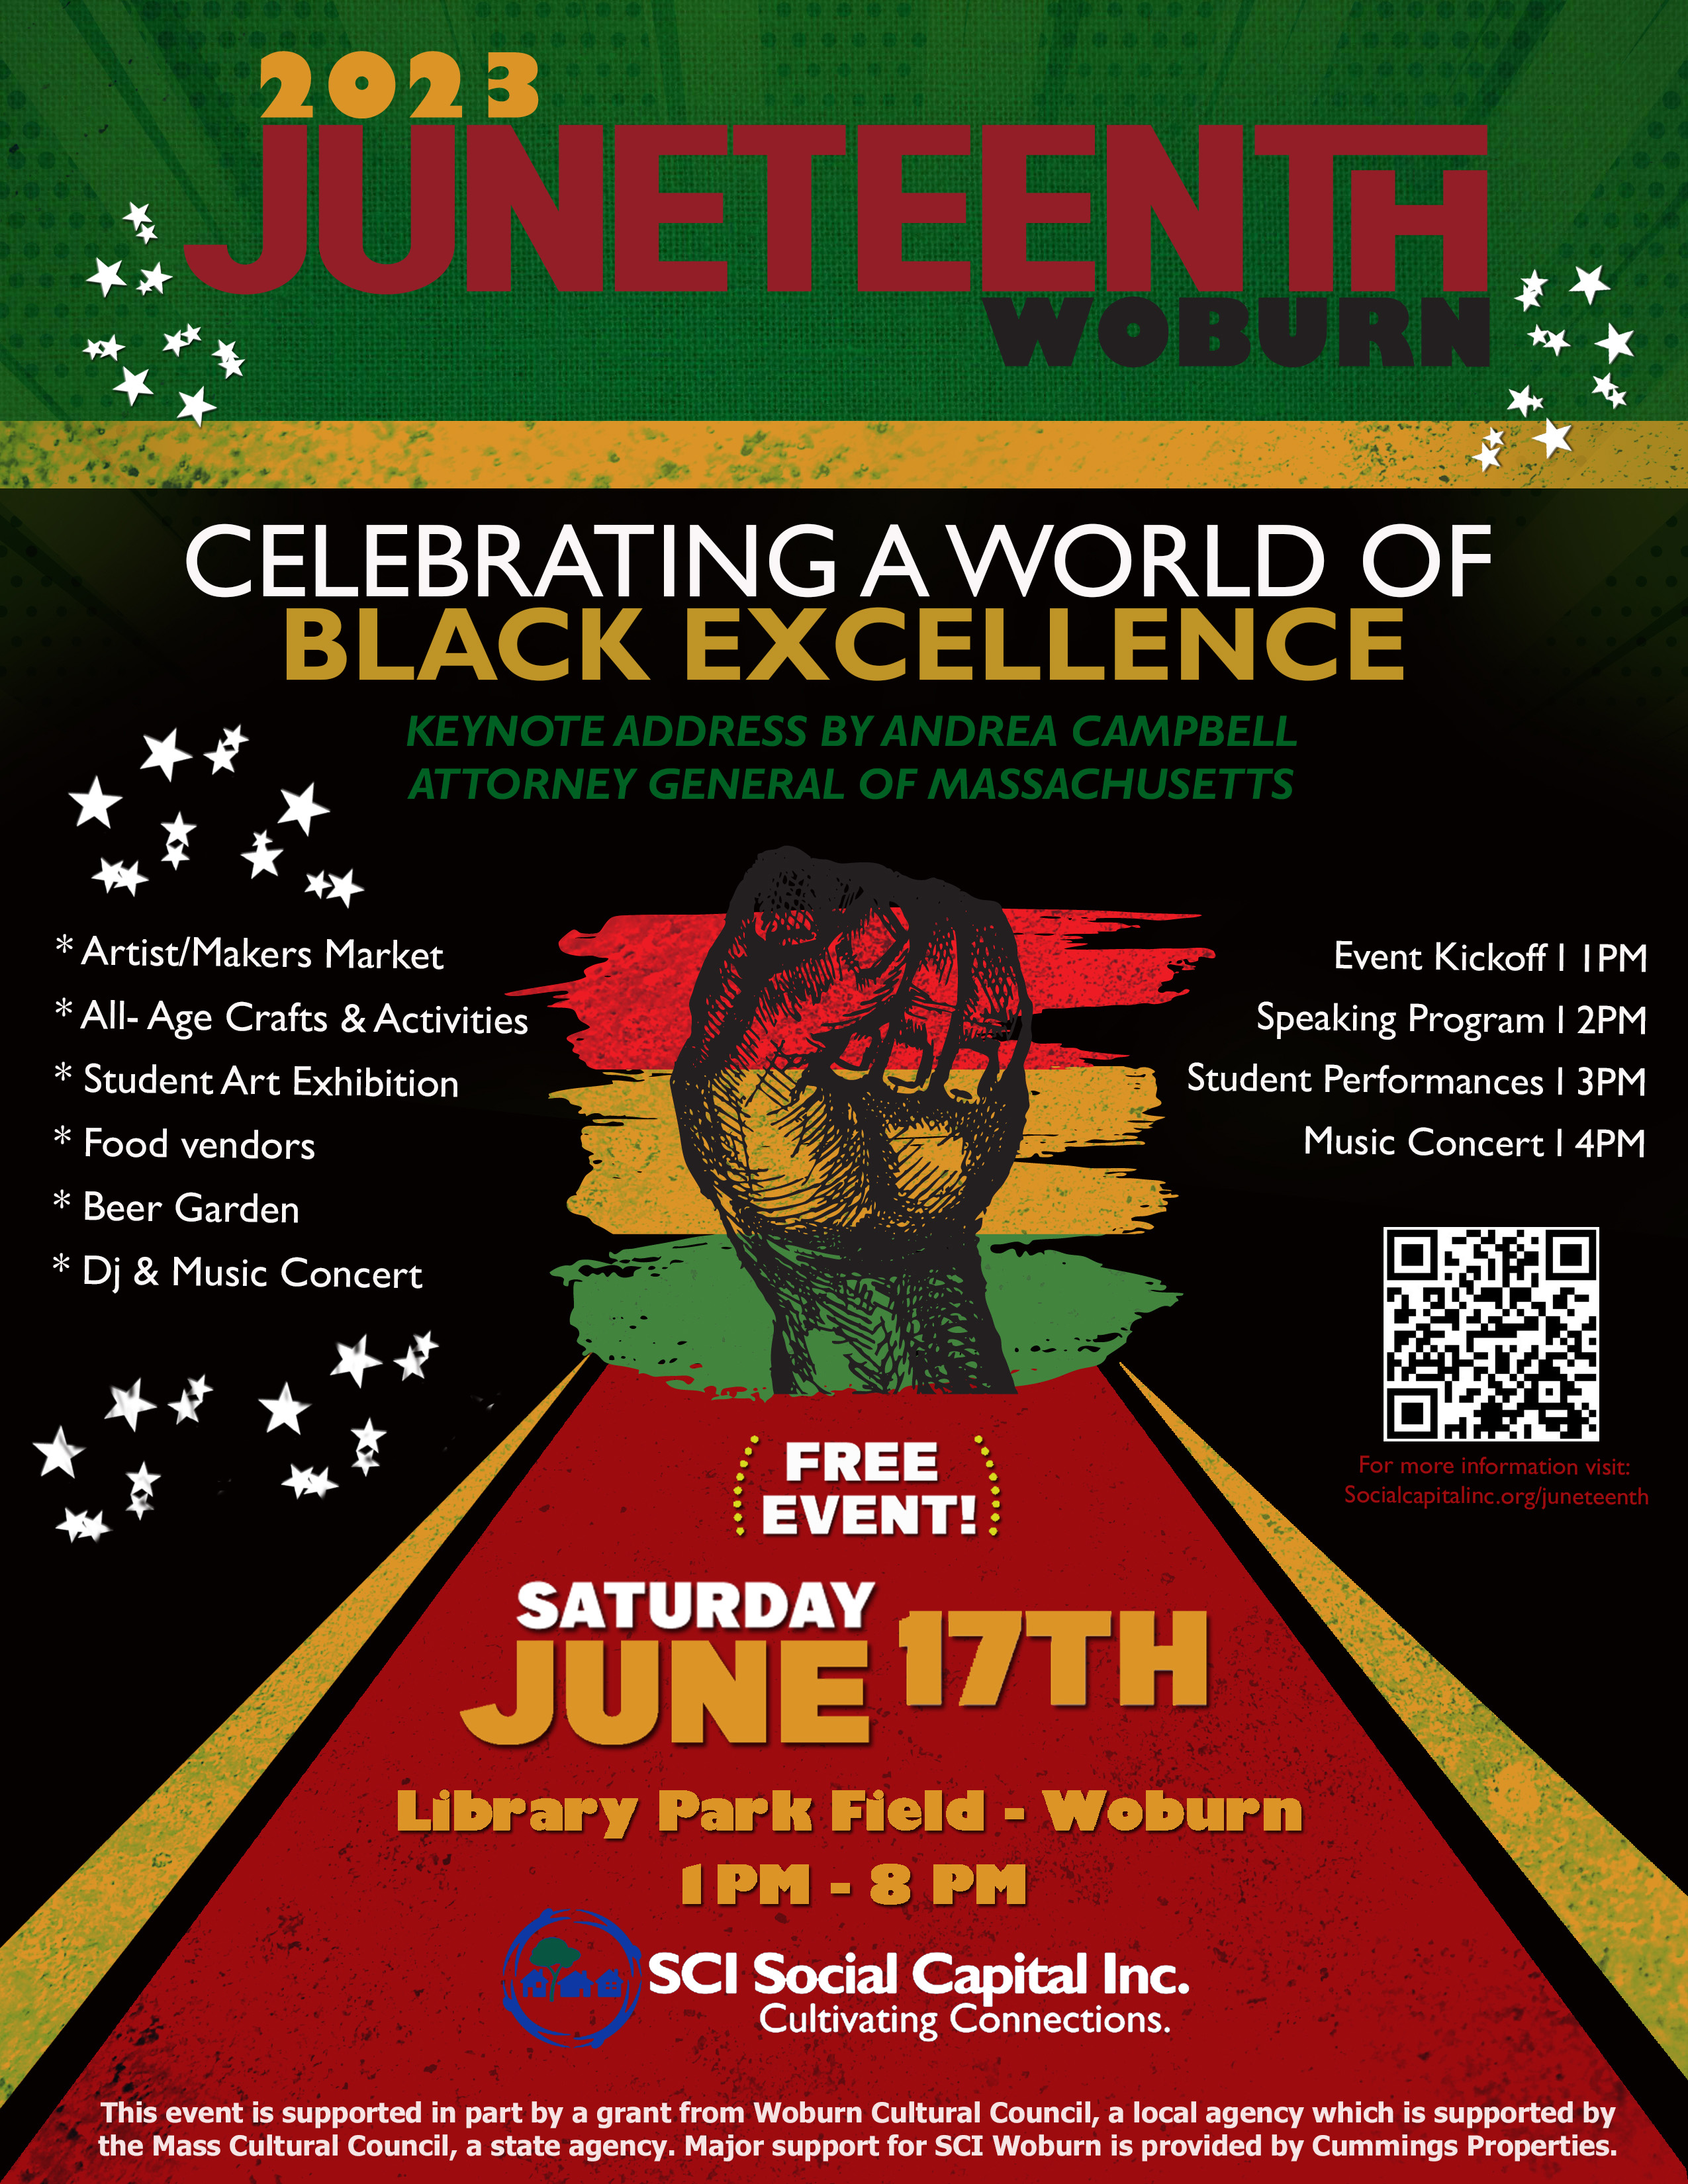 2023
JUNETEENTH
WOBURN
CELEBRATING A WORLD OF
BLACK EXCELLENCE
KEYNOTE ADDRESS BY ANDREA CAMPBELL
ATTORNEY GENERAL OF MASSACHUSETTS
* Artist/Makers Market
* All- Age Crafts & Activities
* Student Art Exhibition
* Food vendors
* Beer Garden
* Dj & Music Concert
Event Kickoff | 1PM
Speaking Program | 2PM
Student Performances | 3PM
Music Concert | 4PM
For more information visit:
Socialcapitalinc.org/juneteenth
FREE
EVENT!
SATURDAY
JUNE 17TH
Library Park Field - Woburn
1 PM - 8 PM
SCI Social Capital Inc.
Cultivating Connections.
This event is supported in part by a grant from Woburn Cultural Council, a local agency which is supported by
the Mass Cultural Council, a state agency. Major support for SCI Woburn is provided by Cummings Properties.